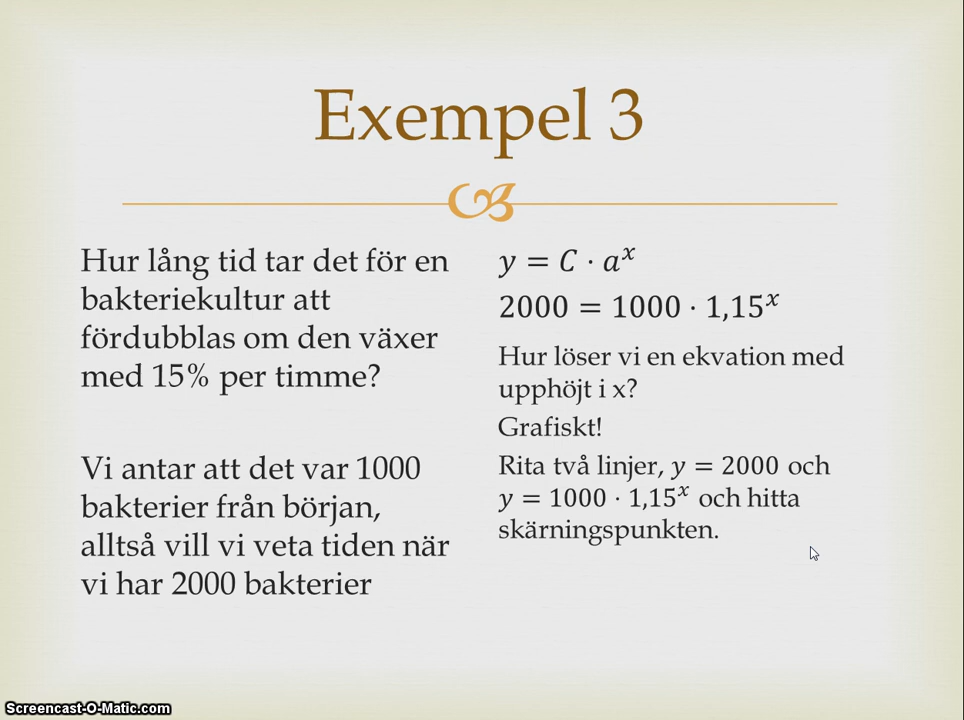 Exempel 3
Hur lång tid tar det för en
bakteriekultur att
fördubblas om den växer
med 15% per timme?
Vi antar att det var 1000
bakterier från början,
alltså vill vi veta tiden när
vi har 2000 bakterier
y = C · aˣ
2000 = 1000 · 1,15ˣ
Hur löser vi en ekvation med
upphöjt i x?
Grafiskt!
Rita två linjer, y = 2000 och
y = 1000 · 1,15ˣ och hitta
skärningspunkten.
Screencast-O-Matic.com